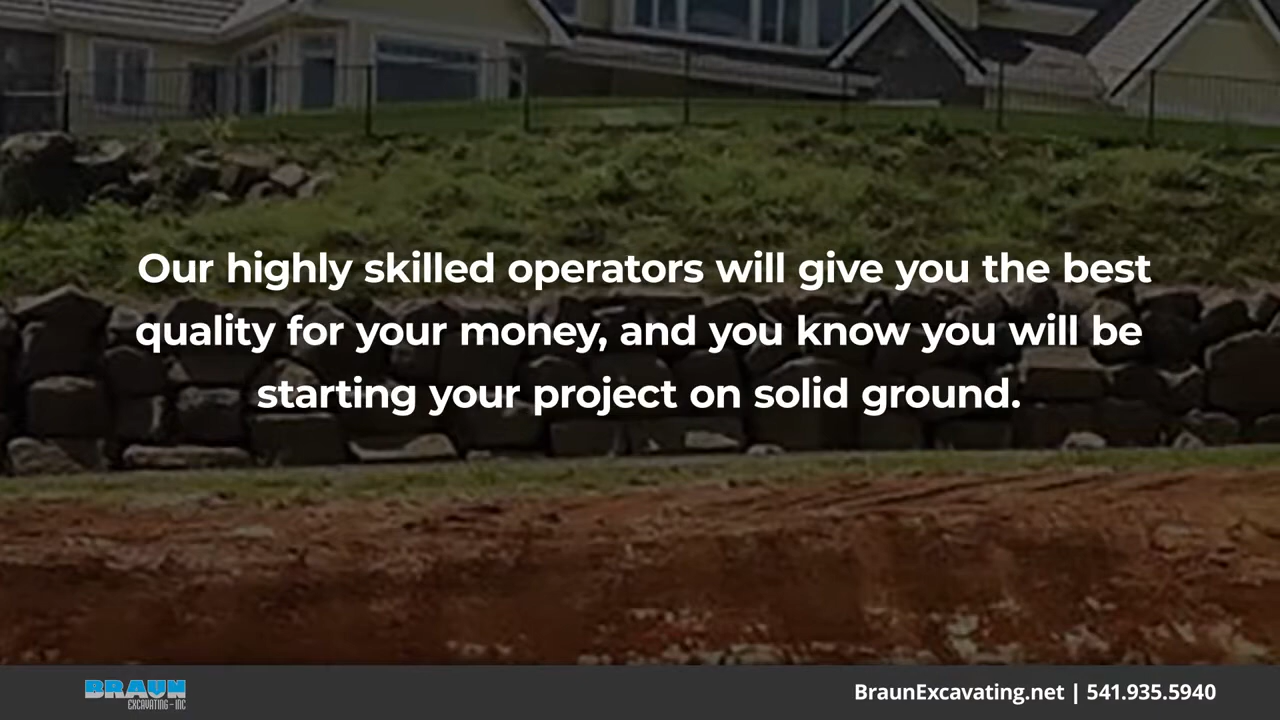 Our highly skilled operators will give you the best
quality for your money, and you know you will be
starting your project on solid ground.
BRAUN
EXCAVATING - INC
BraunExcavating.net | 541.935.5940